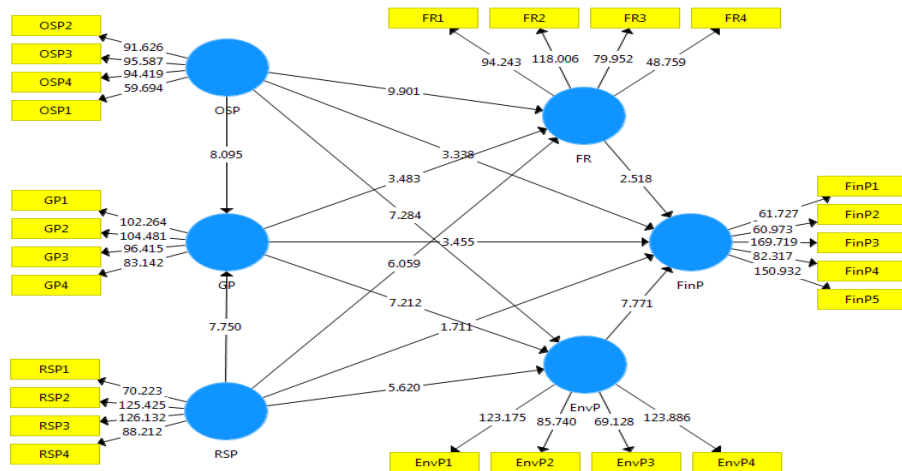 OSP2
OSP3
OSP4
OSP1
91.626
95.587
94.419
59.694
OSP
FR1
FR2
FR3
FR4
94.243
118.006
79.952
48.759
FR
9.901
8.095
3.338
3.483
2.518
7.284
GP1
GP2
GP3
GP4
102.264
104.481
96.415
83.142
GP
3.455
6.059
7.212
1.711
7.771
7.750
5.620
FinP1
FinP2
FinP3
FinP4
FinP5
61.727
60.973
169.719
82.317
150.932
FinP
RSP1
RSP2
RSP3
RSP4
70.223
125.425
126.132
88.212
RSP
EnvP
123.175
85.740
69.128
123.886
EnvP1
EnvP2
EnvP3
EnvP4